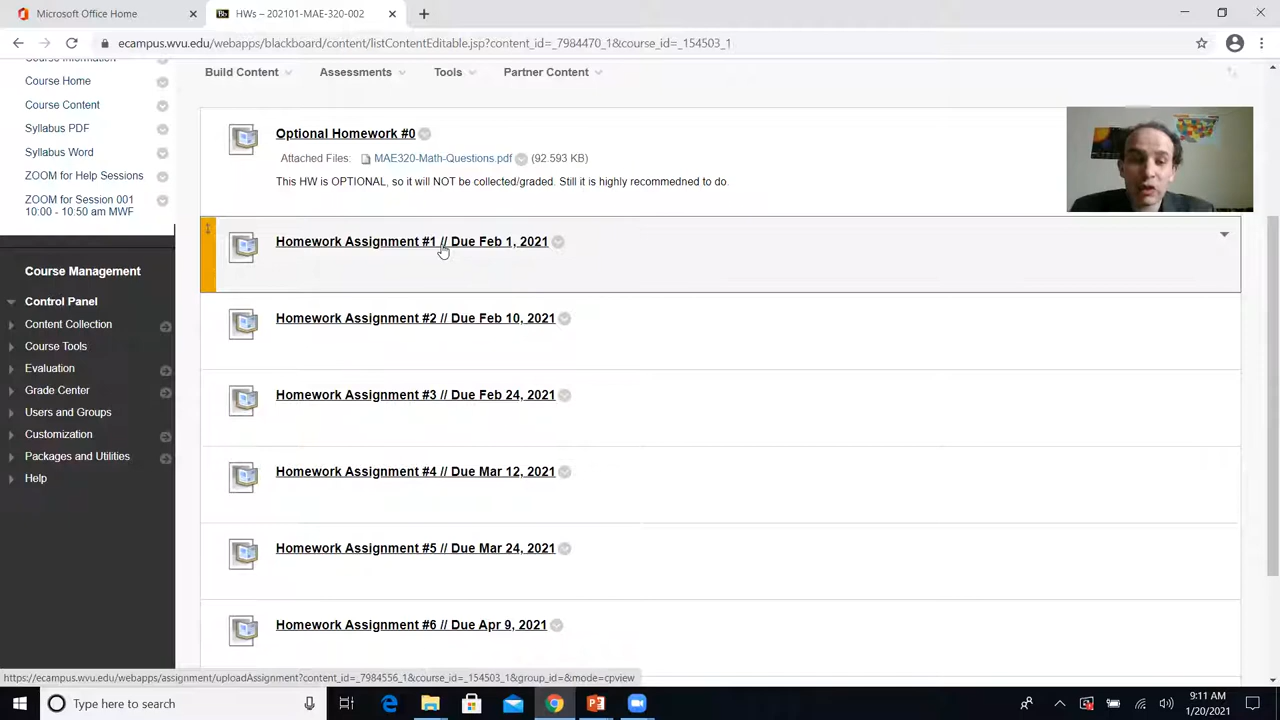 Microsoft Office Home
HWs – 202101-MAE-320-002
ecampus.wvu.edu/webapps/blackboard/content/listContentEditable.jsp?content_id=_7984470_1&course_id=_154503_1
Course Information
Course Home
Course Content
Syllabus PDF
Syllabus Word
ZOOM for Help Sessions
ZOOM for Session 001
10:00 - 10:50 am MWF
Course Management
Control Panel
Content Collection
Course Tools
Evaluation
Grade Center
Users and Groups
Customization
Packages and Utilities
Help
Build Content
Assessments
Tools
Partner Content
Optional Homework #0
Attached Files: MAE320-Math-Questions.pdf (92.593 KB)
This HW is OPTIONAL, so it will NOT be collected/graded. Still it is highly recommedned to do.
Homework Assignment #1 // Due Feb 1, 2021
Homework Assignment #2 // Due Feb 10, 2021
Homework Assignment #3 // Due Feb 24, 2021
Homework Assignment #4 // Due Mar 12, 2021
Homework Assignment #5 // Due Mar 24, 2021
Homework Assignment #6 // Due Apr 9, 2021
https://ecampus.wvu.edu/webapps/assignment/uploadAssignment?content_id=_7984556_1&course_id=_154503_1&group_id=&mode=cpview
Type here to search
9:11 AM
1/20/2021